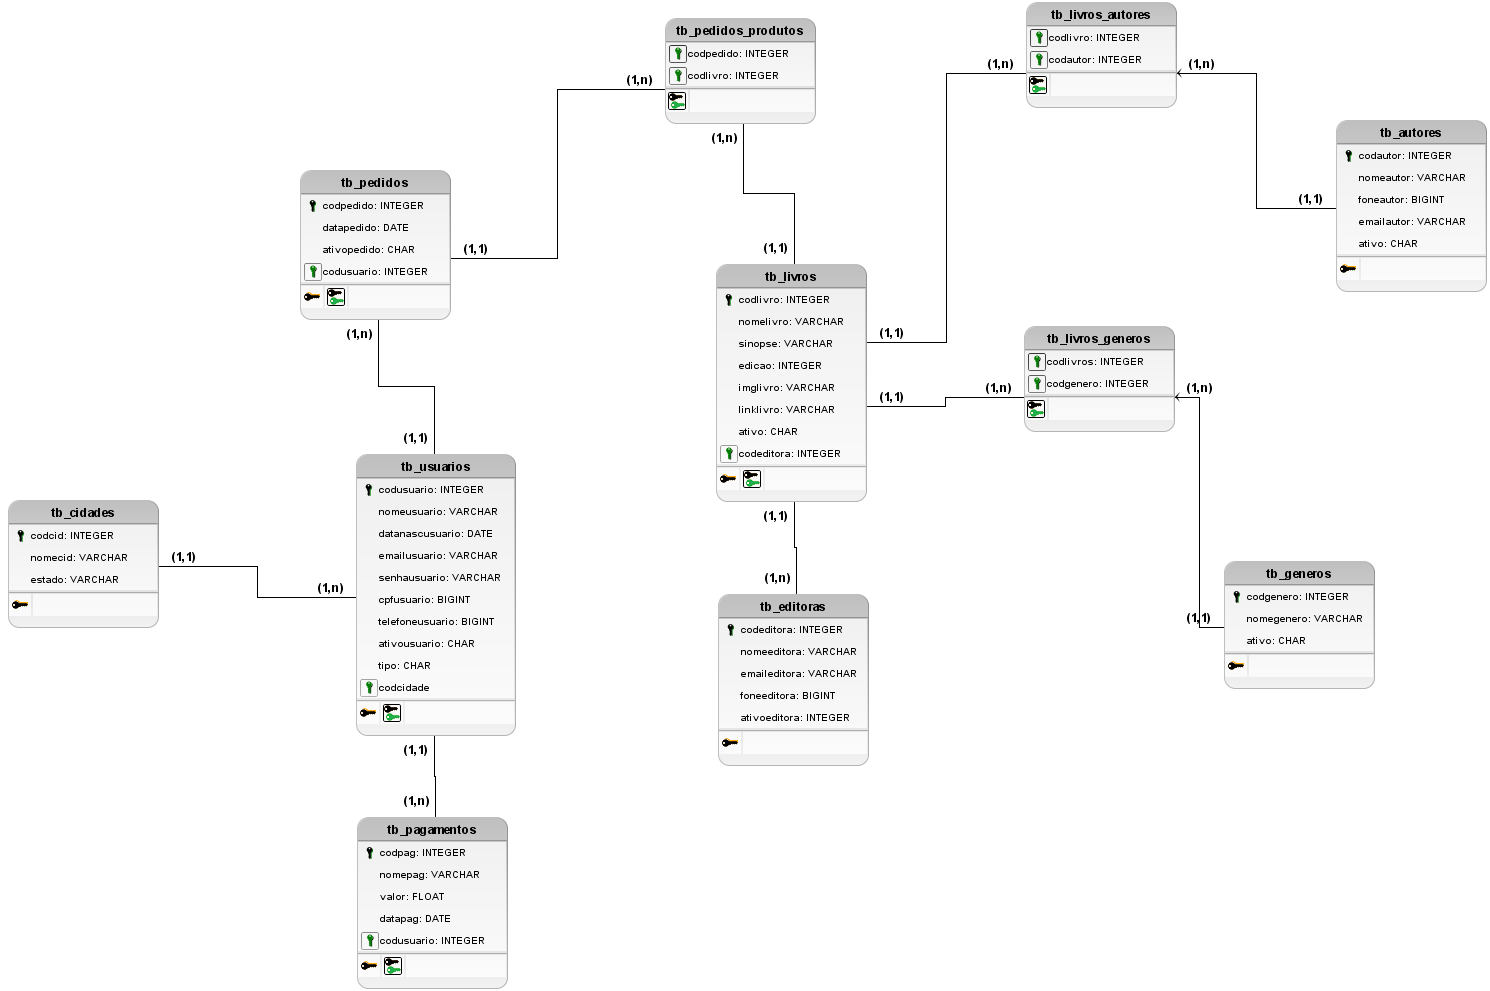 tb_livros_autores
codlivro: INTEGER
codautor: INTEGER
(1,n)
(1,n)
tb_pedidos_produtos
codpedido: INTEGER
codlivro: INTEGER
(1,n)
(1,n)
tb_autores
codautor: INTEGER
nomeautor: VARCHAR
foneautor: BIGINT
emailautor: VARCHAR
ativo: CHAR
(1,1)
tb_pedidos
codpedido: INTEGER
datapedido: DATE
ativopedido: CHAR
codusuario: INTEGER
(1,1)
(1,n)
(1,1)
tb_livros
codlivro: INTEGER
nomelivro: VARCHAR
sinopse: VARCHAR
edicao: INTEGER
imglivro: VARCHAR
linklivro: VARCHAR
ativo: CHAR
codeditora: INTEGER
(1,1)
(1,1)
(1,n)
tb_livros_generos
codlivros: INTEGER
codgenero: INTEGER
(1,n)
(1,1)
tb_usuarios
codusuario: INTEGER
nomeusuario: VARCHAR
datanascusuario: DATE
emailusuario: VARCHAR
senhausuario: VARCHAR
cpfusuario: BIGINT
telefoneusuario: BIGINT
ativousuario: CHAR
tipo: CHAR
codcidade
tb_cidades
codcid: INTEGER
nomecid: VARCHAR
estado: VARCHAR
(1,1)
(1,n)
(1,1)
(1,n)
tb_editoras
codeditora: INTEGER
nomeeditora: VARCHAR
emaileditora: VARCHAR
foneeditora: BIGINT
ativoeditora: INTEGER
tb_generos
codgenero: INTEGER
nomegenero: VARCHAR
ativo: CHAR
(1,1)
(1,1)
(1,n)
tb_pagamentos
codpag: INTEGER
nomepag: VARCHAR
valor: FLOAT
datapag: DATE
codusuario: INTEGER